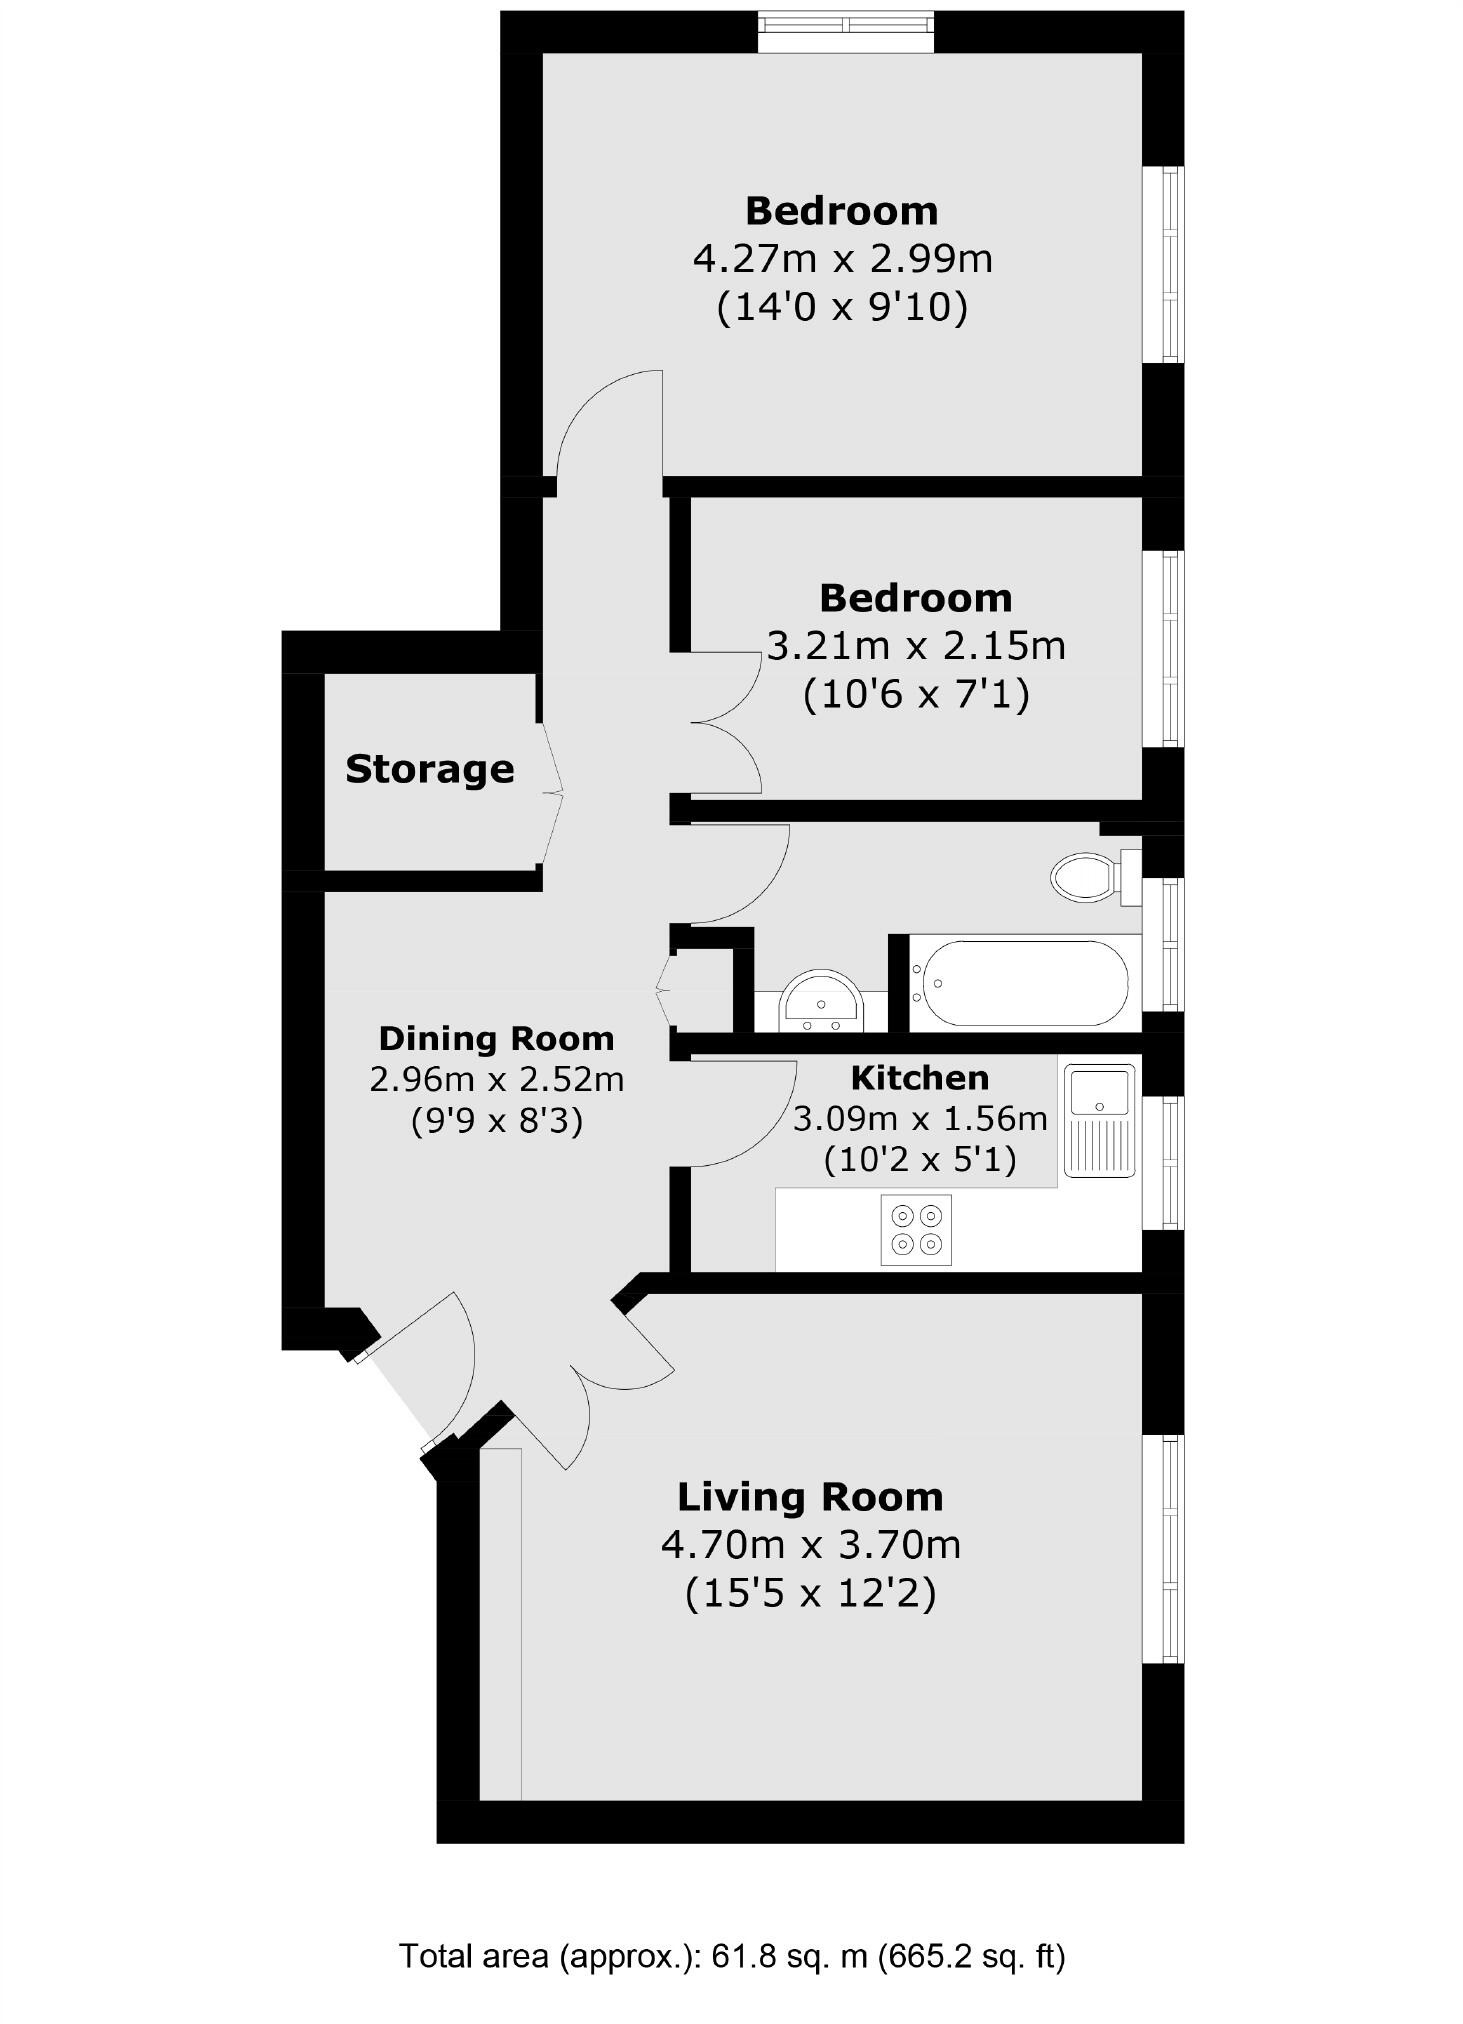 Bedroom
4.27m x 2.99m
(14'0 x 9'10)
Bedroom
3.21m x 2.15m
(10'6 x 7'1)
Storage
Dining Room
2.96m x 2.52m
(9'9 x 8'3)
Kitchen
3.09m x 1.56m
(10'2 x 5'1)
Living Room
4.70m x 3.70m
(15'5 x 12'2)
Total area (approx.): 61.8 sq. m (665.2 sq. ft)